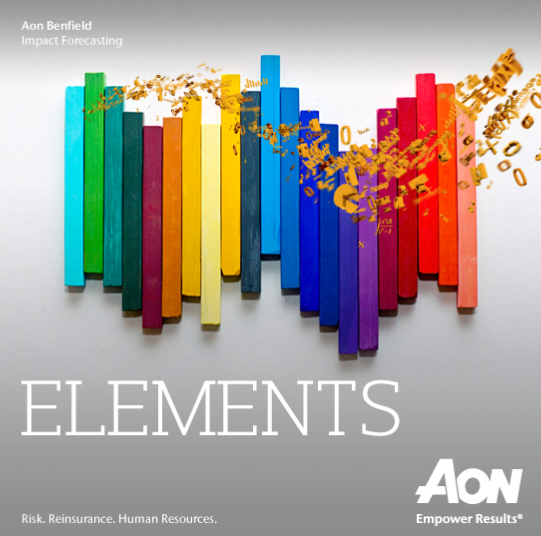 Aon Benfield
Impact Forecasting
ELEMENTS
AON
Empower Results®
Risk. Reinsurance. Human Resources.